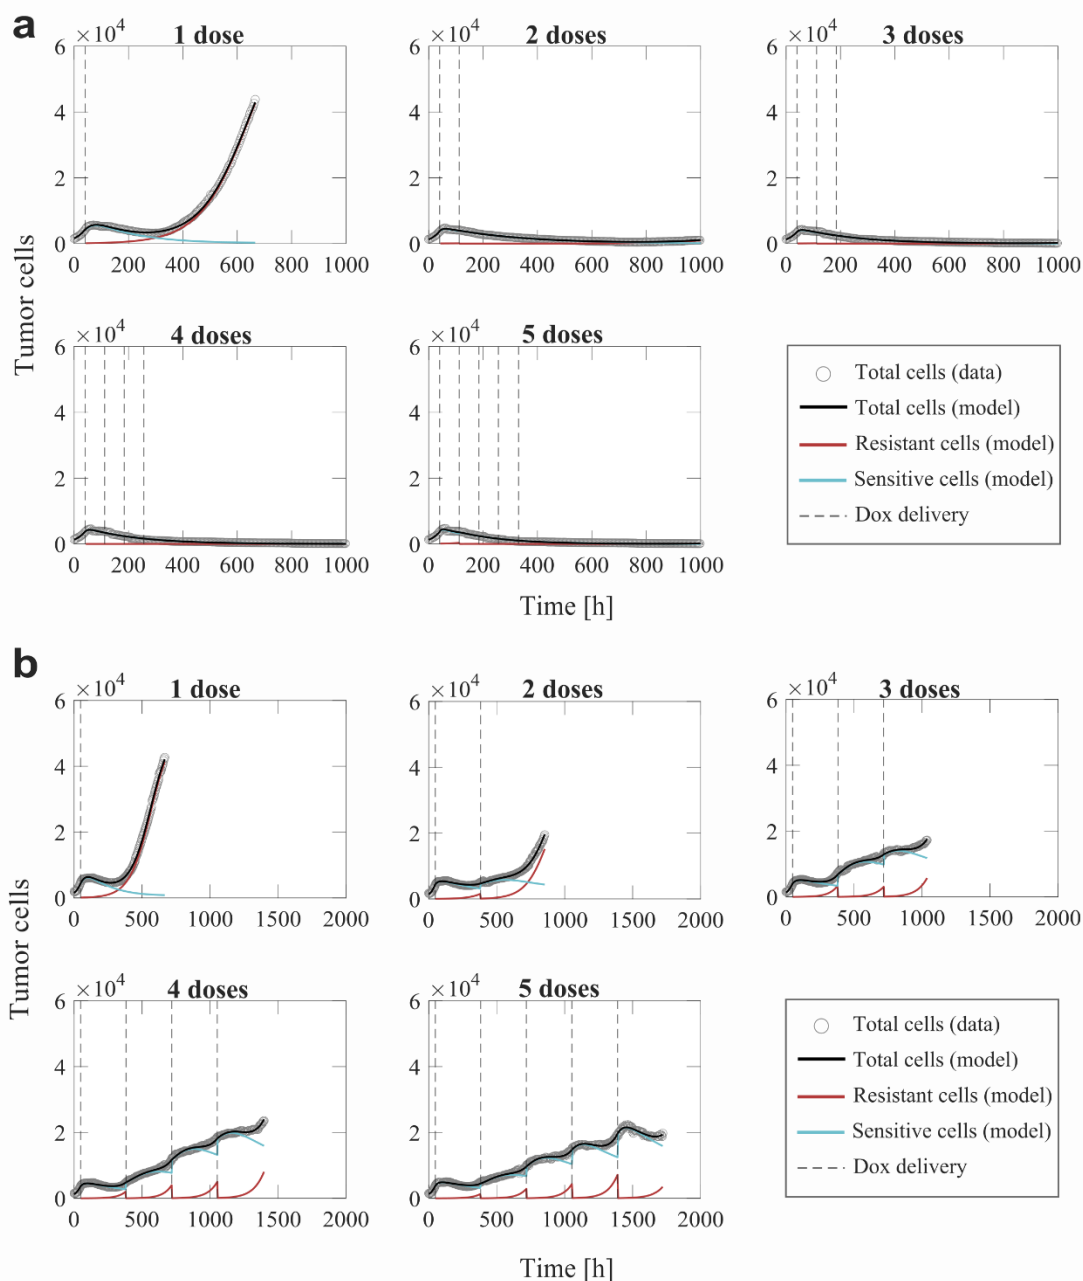 a
1 dose
2 doses
3 doses
×10⁴
×10⁴
×10⁴
6
4
2
0
6
4
2
0
6
4
2
0
0 200 400 600 800 1000
0 200 400 600 800 1000
0 200 400 600 800 1000
Tumor cells
4 doses
5 doses
×10⁴
×10⁴
6
4
2
0
6
4
2
0
0 200 400 600 800 1000
0 200 400 600 800 1000
Total cells (data)
Total cells (model)
Resistant cells (model)
Sensitive cells (model)
Dox delivery
Time [h]
b
1 dose
2 doses
3 doses
×10⁴
×10⁴
×10⁴
6
4
2
0
6
4
2
0
6
4
2
0
0 500 1000 1500 2000
0 500 1000 1500 2000
0 500 1000 1500 2000
Tumor cells
4 doses
5 doses
×10⁴
×10⁴
6
4
2
0
6
4
2
0
0 500 1000 1500 2000
0 500 1000 1500 2000
Total cells (data)
Total cells (model)
Resistant cells (model)
Sensitive cells (model)
Dox delivery
Time [h]